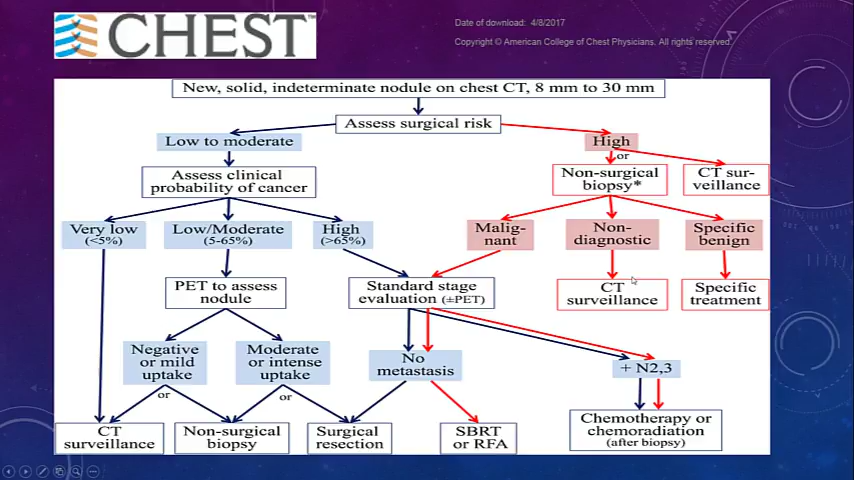 CHEST™
Date of download: 4/8/2017
Copyright © American College of Chest Physicians. All rights reserved.
New, solid, indeterminate nodule on chest CT, 8 mm to 30 mm
Assess surgical risk
Low to moderate
High
or
Assess clinical
probability of cancer
Non-surgical
biopsy*
CT sur-
veillance
Very low
(<5%)
Low/Moderate
(5-65%)
High
(>65%)
Malig-
nant
Non-
diagnostic
Specific
benign
PET to assess
nodule
Standard stage
evaluation (±PET)
CT
surveillance
Specific
treatment
Negative
or mild
uptake
Moderate
or intense
uptake
No
metastasis
+ N2,3
or
or
CT
surveillance
Non-surgical
biopsy
Surgical
resection
SBRT
or RFA
Chemotherapy or
chemoradiation
(after biopsy)